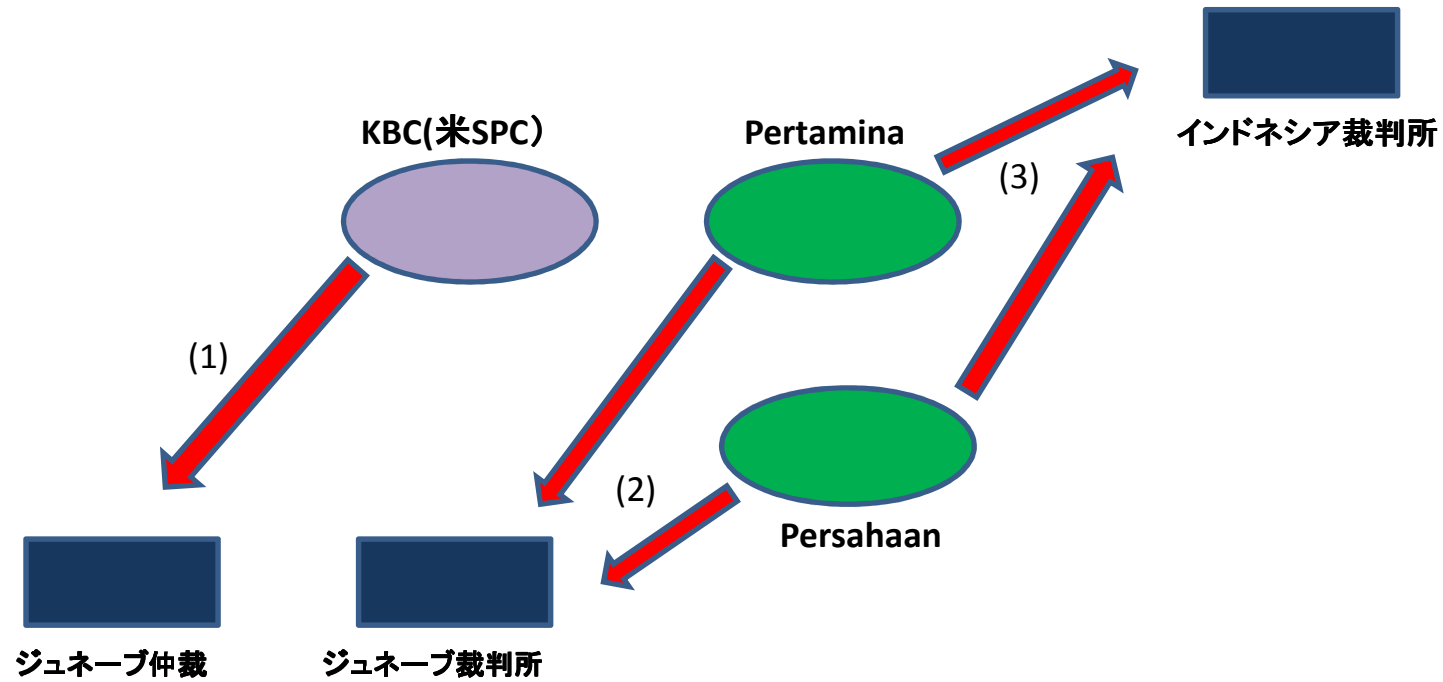 インドネシア裁判所
KBC(米SPC）
Pertamina
(3)
(1)
(2)
Persahaan
ジュネーブ仲裁
ジュネーブ裁判所